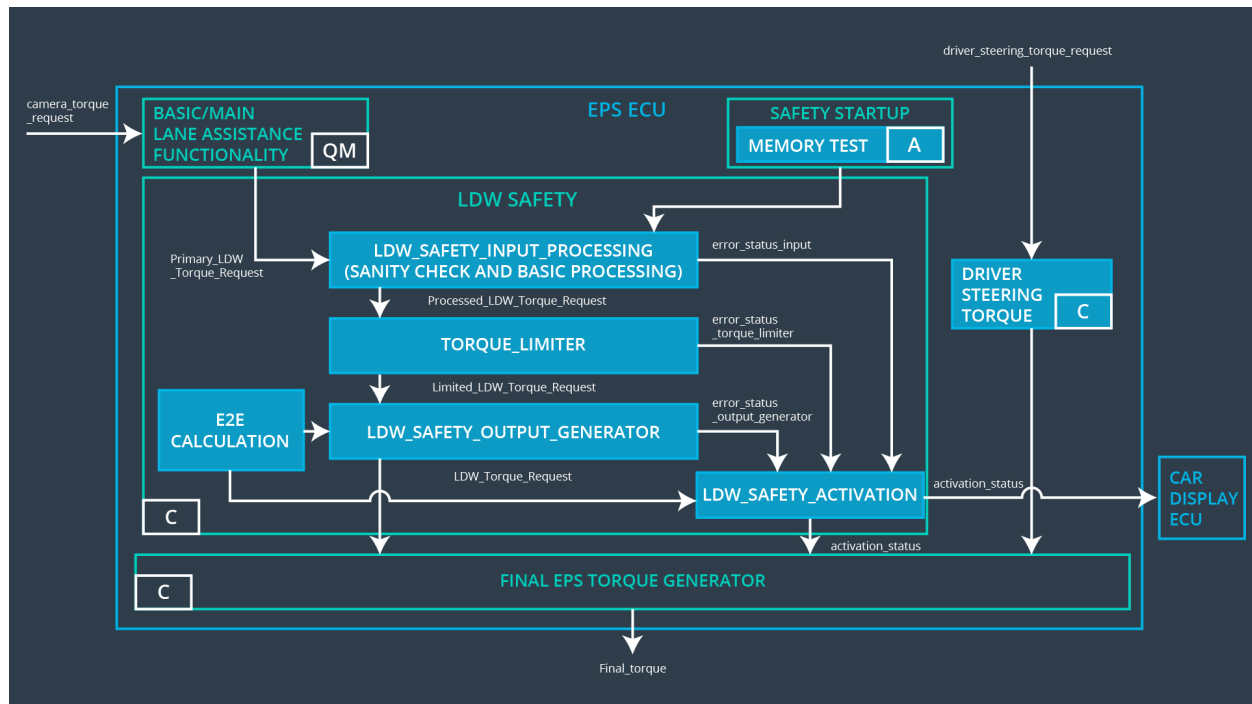 driver_steering_torque_request
camera_torque
_request
BASIC/MAIN
LANE ASSISTANCE
FUNCTIONALITY
QM
EPS ECU
SAFETY STARTUP
MEMORY TEST
A
LDW SAFETY
Primary_LDW
_Torque_Request
LDW_SAFETY_INPUT_PROCESSING
(SANITY CHECK AND BASIC PROCESSING)
error_status_input
DRIVER
STEERING
TORQUE
C
Processed_LDW_Torque_Request
TORQUE_LIMITER
error_status
_torque_limiter
Limited_LDW_Torque_Request
E2E
CALCULATION
LDW_SAFETY_OUTPUT_GENERATOR
error_status
_output_generator
LDW_Torque_Request
LDW_SAFETY_ACTIVATION
activation_status
CAR
DISPLAY
ECU
C
activation_status
FINAL EPS TORQUE GENERATOR
C
Final_torque